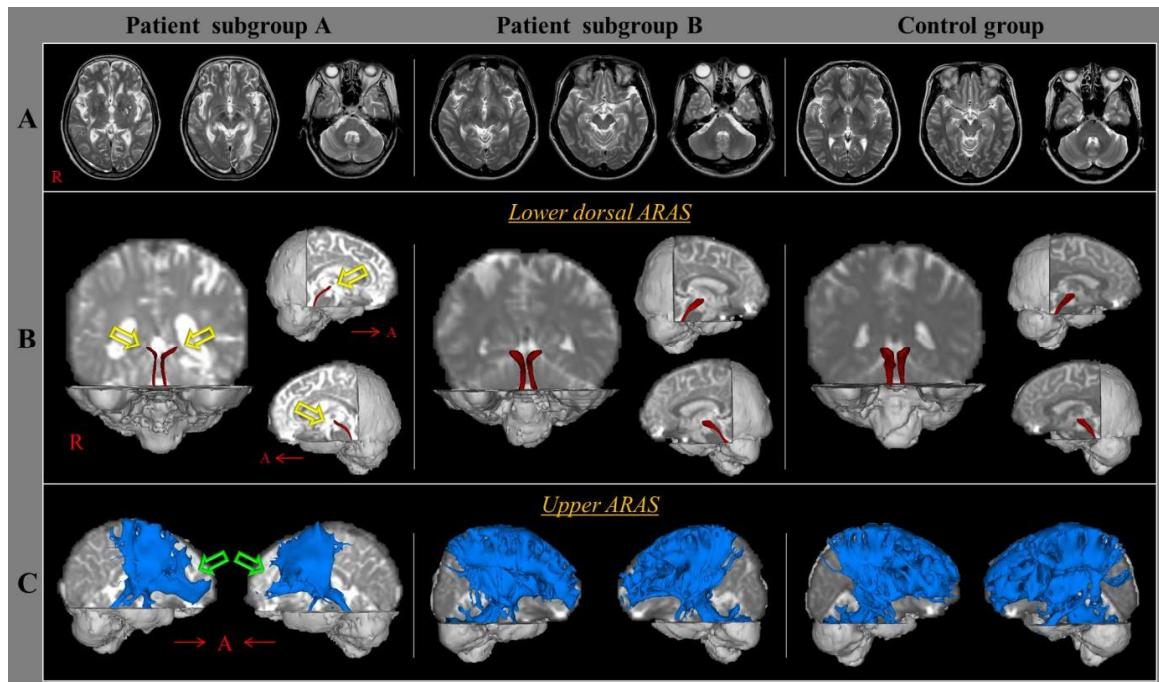 Patient subgroup A
Patient subgroup B
Control group
A
R
B
Lower dorsal ARAS
A
A
R
C
Upper ARAS
A